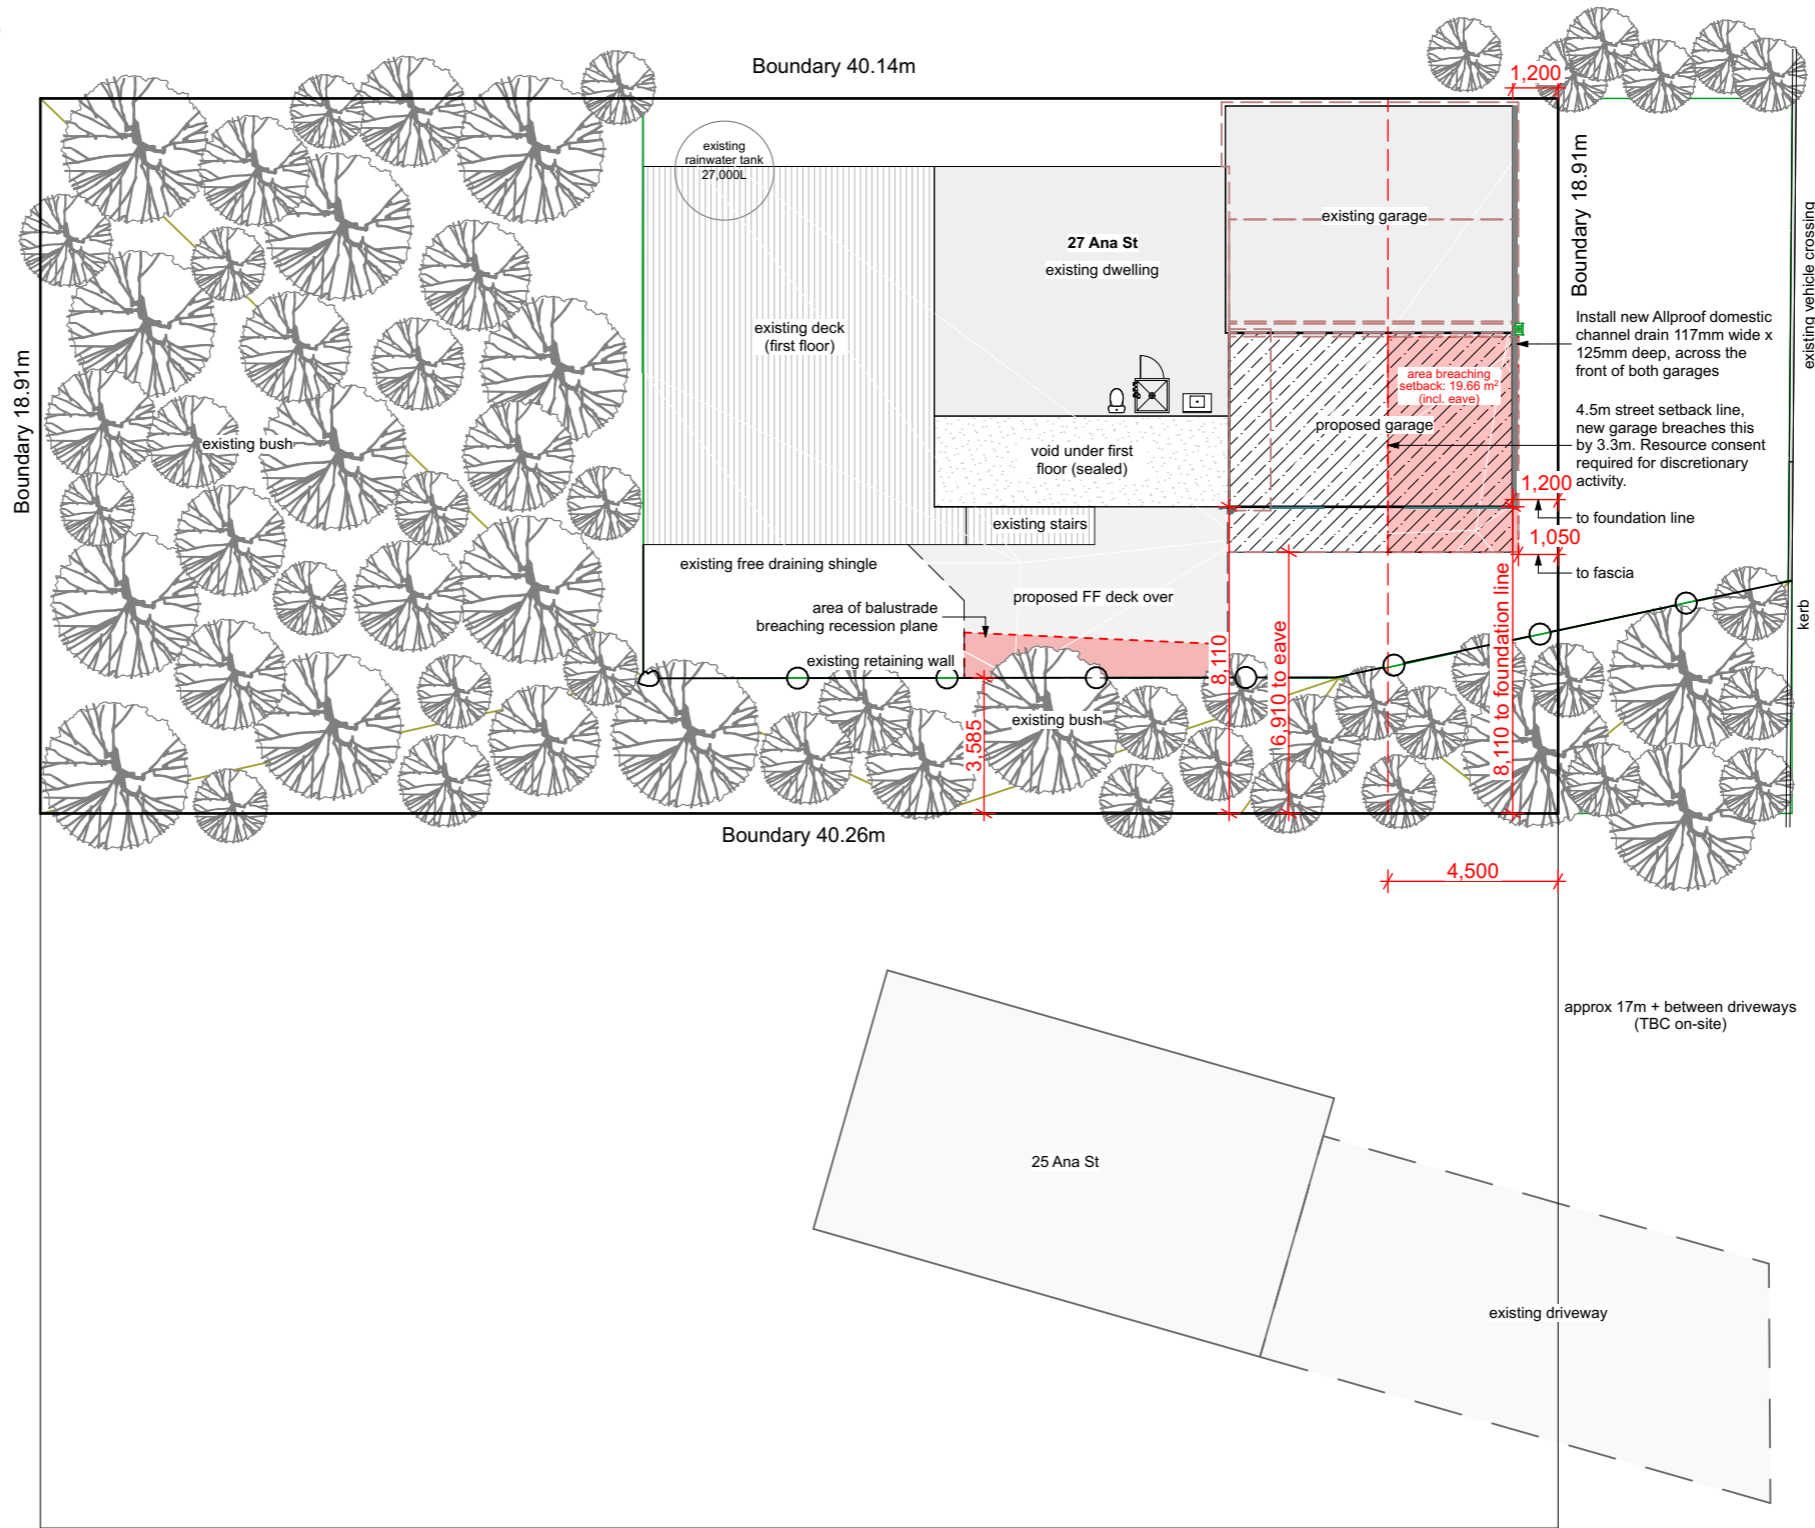 Boundary 40.14m
1,200
existing
rainwater tank
27,000L
27 Ana St
existing dwelling
existing garage
Boundary 18.91m
existing vehicle crossing
existing deck
(first floor)
Install new Allproof domestic
channel drain 117mm wide x
125mm deep, across the
front of both garages
area breaching
setback: 19.66 m²
(incl. eave)
4.5m street setback line,
new garage breaches this
by 3.3m. Resource consent
required for discretionary
activity.
proposed garage
Boundary 18.91m
existing bush
void under first
floor (sealed)
1,200
to foundation line
existing stairs
1,050
to fascia
existing free draining shingle
proposed FF deck over
area of balustrade
breaching recession plane
kerb
existing retaining wall
8,110
6,910 to eave
8,110 to foundation line
3,585
existing bush
Boundary 40.26m
4,500
approx 17m + between driveways
(TBC on-site)
25 Ana St
existing driveway